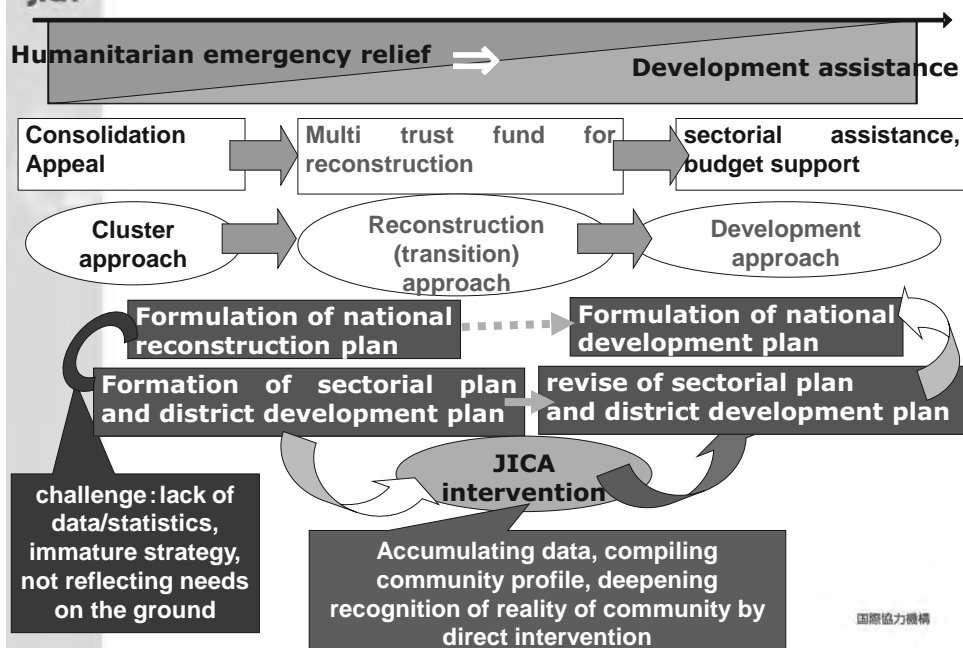 Humanitarian emergency relief
⇒
Development assistance
Consolidation
Appeal
Multi trust fund for
reconstruction
sectorial assistance,
budget support
Cluster
approach
Reconstruction
(transition)
approach
Development
approach
Formulation of national
reconstruction plan
Formulation of national
development plan
Formation of sectorial plan
and district development plan
revise of sectorial plan
and district development plan
JICA
intervention
challenge:lack of
data/statistics,
immature strategy,
not reflecting needs
on the ground
Accumulating data, compiling
community profile, deepening
recognition of reality of community by
direct intervention
国際協力機構